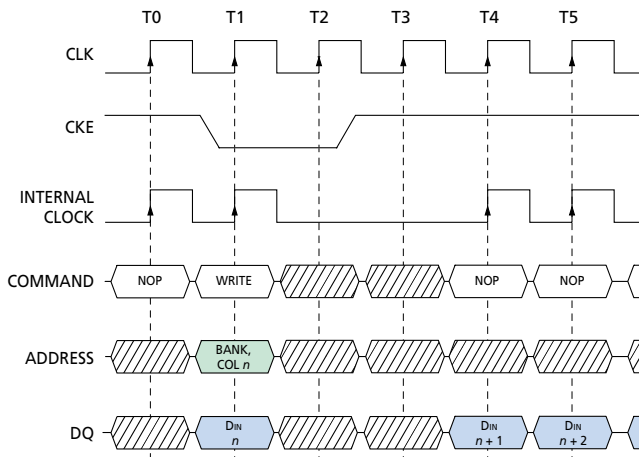 T0 T1 T2 T3 T4 T5
CLK
CKE
INTERNAL
CLOCK
COMMAND NOP WRITE NOP NOP
ADDRESS BANK,
COL n
DQ DIN
n DIN
n + 1 DIN
n + 2